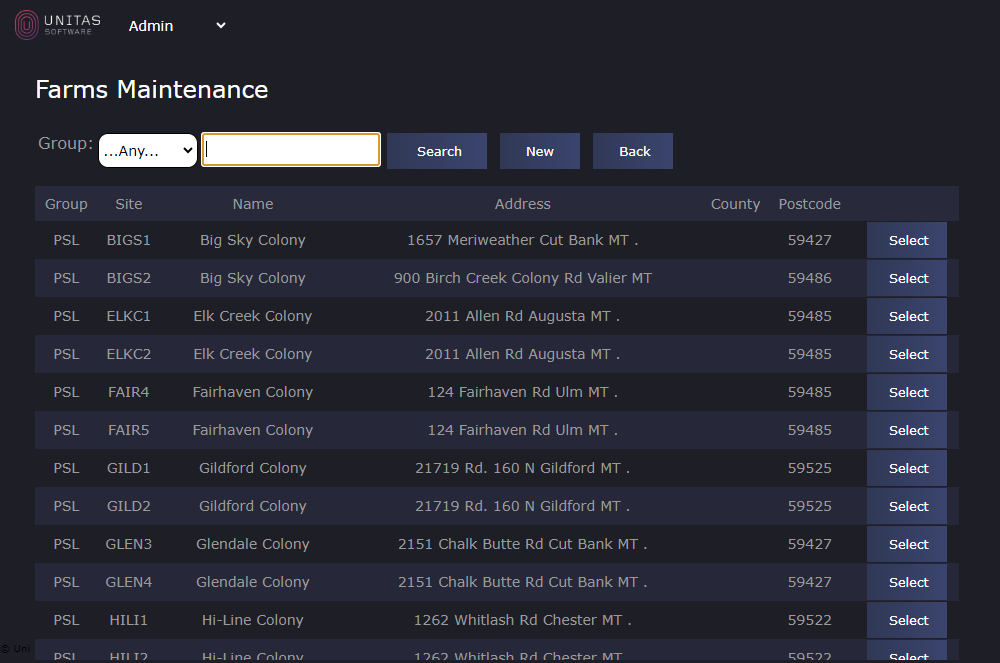 UNITAS
SOFTWARE
Admin
Farms Maintenance
Group: ...Any... Search New Back
Group Site Name Address County Postcode
PSL BIGS1 Big Sky Colony 1657 Meriweather Cut Bank MT . 59427 Select
PSL BIGS2 Big Sky Colony 900 Birch Creek Colony Rd Valier MT 59486 Select
PSL ELKC1 Elk Creek Colony 2011 Allen Rd Augusta MT . 59485 Select
PSL ELKC2 Elk Creek Colony 2011 Allen Rd Augusta MT . 59485 Select
PSL FAIR4 Fairhaven Colony 124 Fairhaven Rd Ulm MT . 59485 Select
PSL FAIR5 Fairhaven Colony 124 Fairhaven Rd Ulm MT . 59485 Select
PSL GILD1 Gildford Colony 21719 Rd. 160 N Gildford MT . 59525 Select
PSL GILD2 Gildford Colony 21719 Rd. 160 N Gildford MT . 59525 Select
PSL GLEN3 Glendale Colony 2151 Chalk Butte Rd Cut Bank MT . 59427 Select
PSL GLEN4 Glendale Colony 2151 Chalk Butte Rd Cut Bank MT . 59427 Select
PSL HILI1 Hi-Line Colony 1262 Whitlash Rd Chester MT . 59522 Select
© Uni
PSL HILI2 Hi-Line Colony 1262 Whitlash Rd Chester MT . 59522 Select